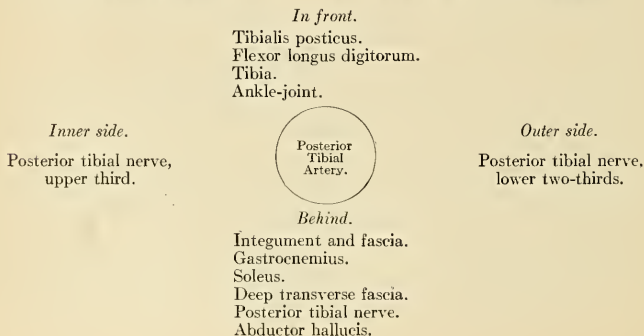 In front.
Tibialis posticus.
Flexor longus digitorum.
Tibia.
Ankle-joint.
Inner side.
Posterior tibial nerve,
upper third.
Posterior
Tibial
Artery.
Outer side.
Posterior tibial nerve,
lower two-thirds.
Behind.
Integument and fascia.
Gastrocnemius.
Soleus.
Deep transverse fascia.
Posterior tibial nerve.
Abductor hallucis.